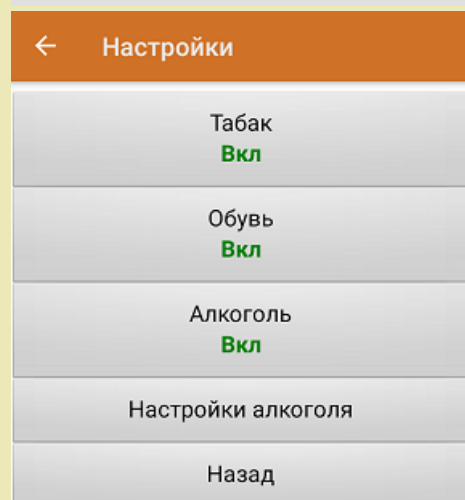 Настройки
Табак
Вкл
Обувь
Вкл
Алкоголь
Вкл
Настройки алкоголя
Назад